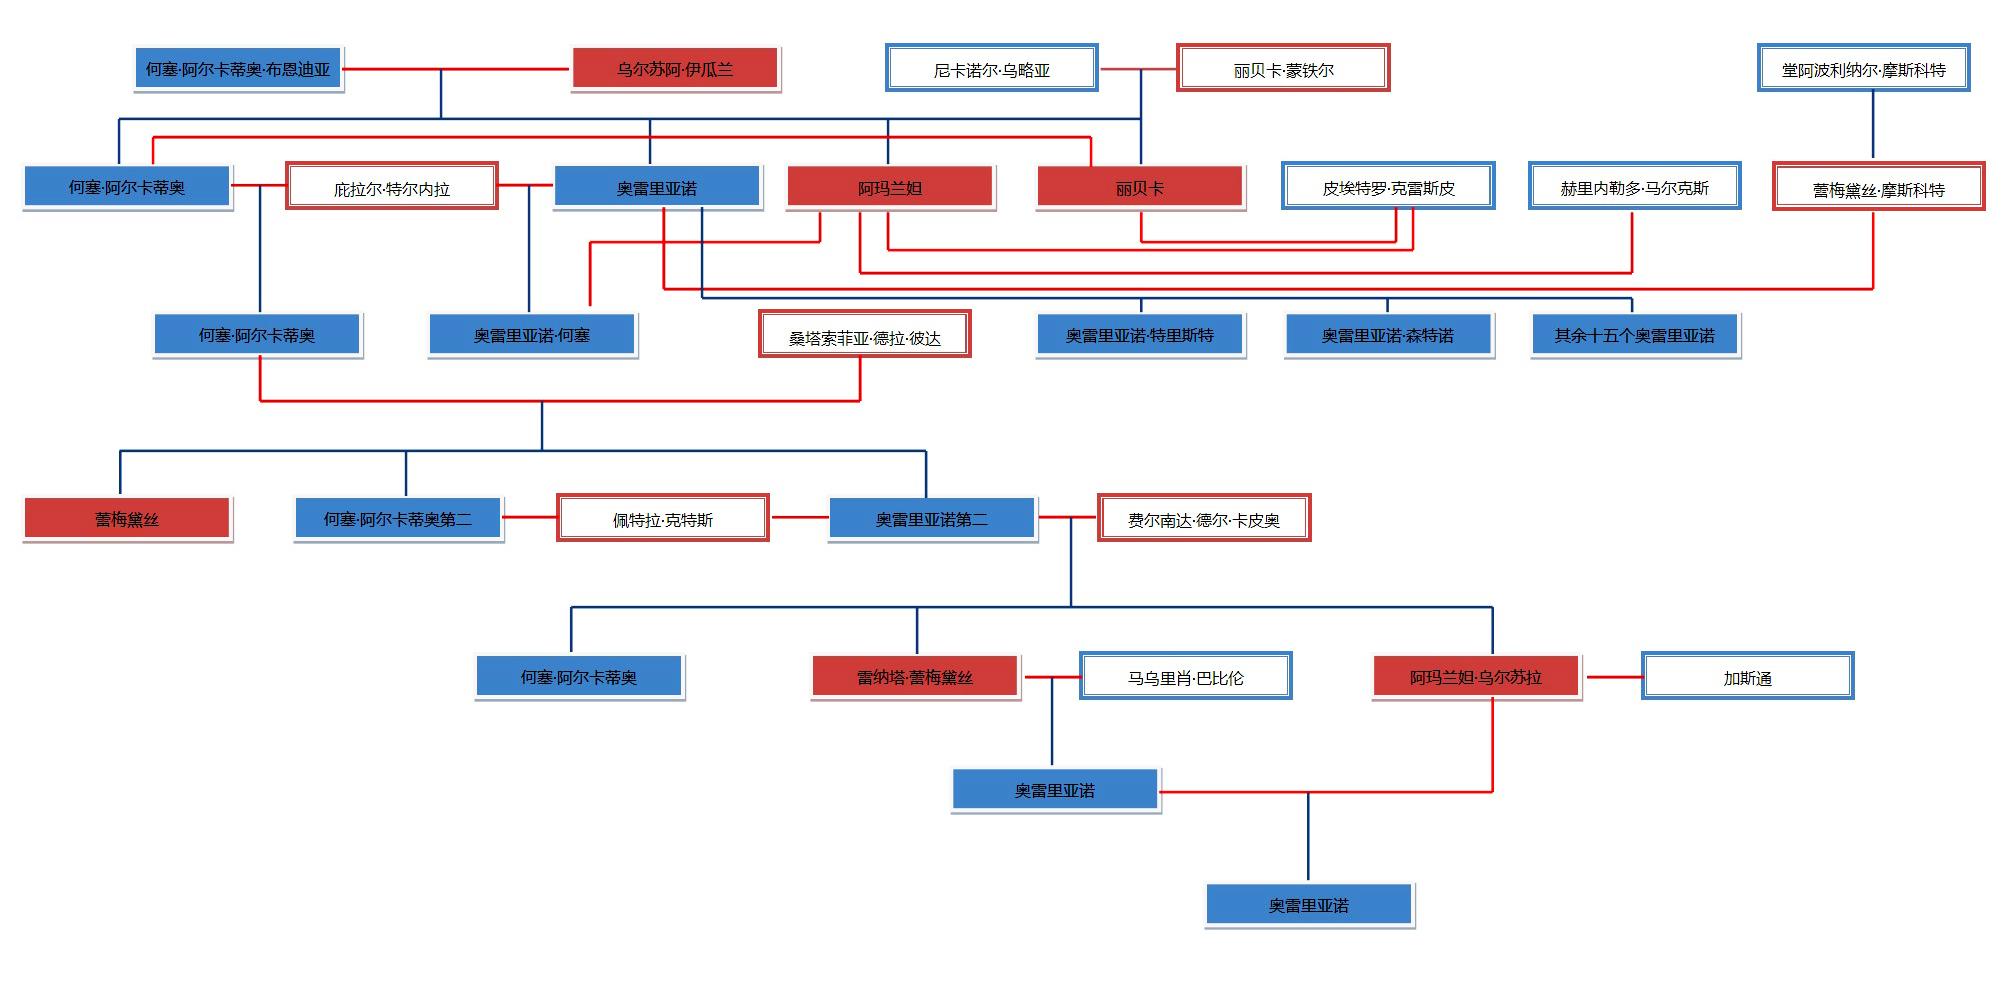 何塞·阿尔卡蒂奥·布恩迪亚
乌尔苏阿·伊瓜兰
尼卡诺尔·乌略亚
丽贝卡·蒙铁尔
堂阿波利纳尔·摩斯科特
何塞·阿尔卡蒂奥
庇拉尔·特尔内拉
奥雷里亚诺
阿玛兰妲
丽贝卡
皮埃特罗·克雷斯皮
赫里内勒多·马尔克斯
蕾梅黛丝·摩斯科特
何塞·阿尔卡蒂奥
奥雷里亚诺·何塞
桑塔索菲亚·德拉·彼达
奥雷里亚诺·特里斯特
奥雷里亚诺·森特诺
其余十五个奥雷里亚诺
蕾梅黛丝
何塞·阿尔卡蒂奥第二
佩特拉·克特斯
奥雷里亚诺第二
费尔南达·德尔·卡皮奥
何塞·阿尔卡蒂奥
雷纳塔·蕾梅黛丝
马乌里肖·巴比伦
阿玛兰妲·乌尔苏拉
加斯通
奥雷里亚诺
奥雷里亚诺